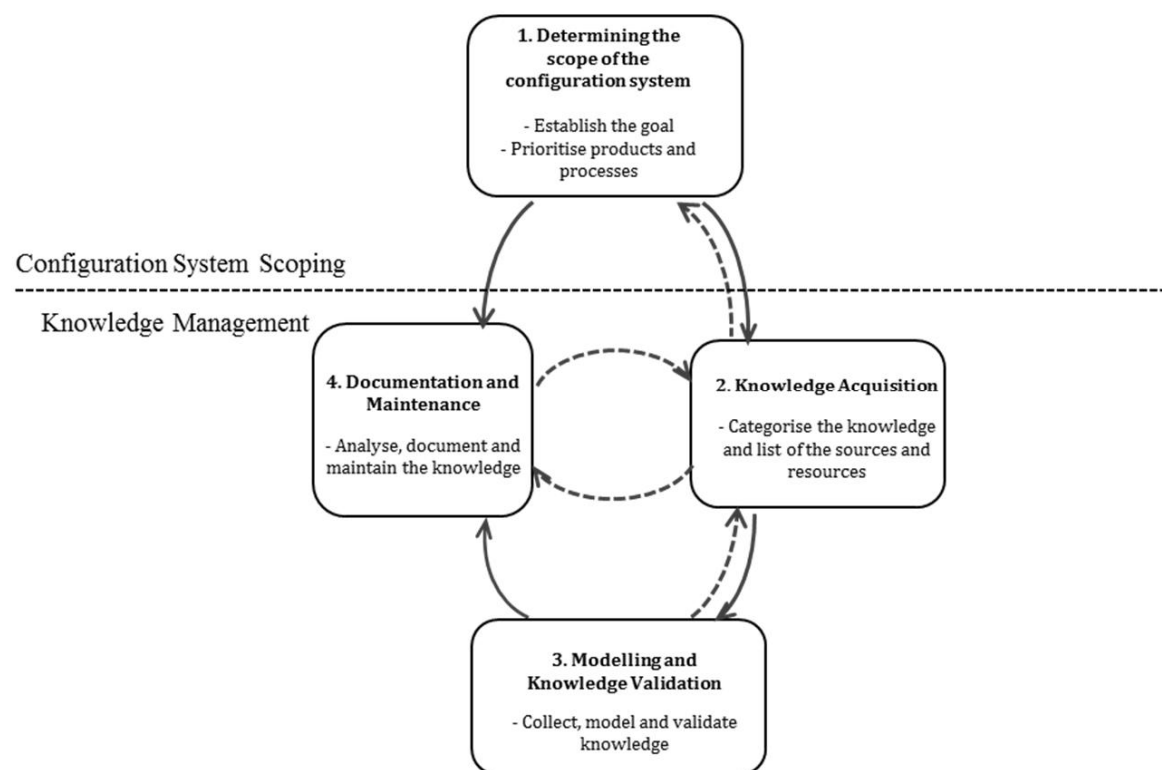 1. Determining the
scope of the
configuration system
- Establish the goal
- Prioritise products and
processes
Configuration System Scoping
Knowledge Management
4. Documentation and
Maintenance
- Analyse, document and
maintain the knowledge
2. Knowledge Acquisition
- Categorise the knowledge
and list of the sources and
resources
3. Modelling and
Knowledge Validation
- Collect, model and validate
knowledge